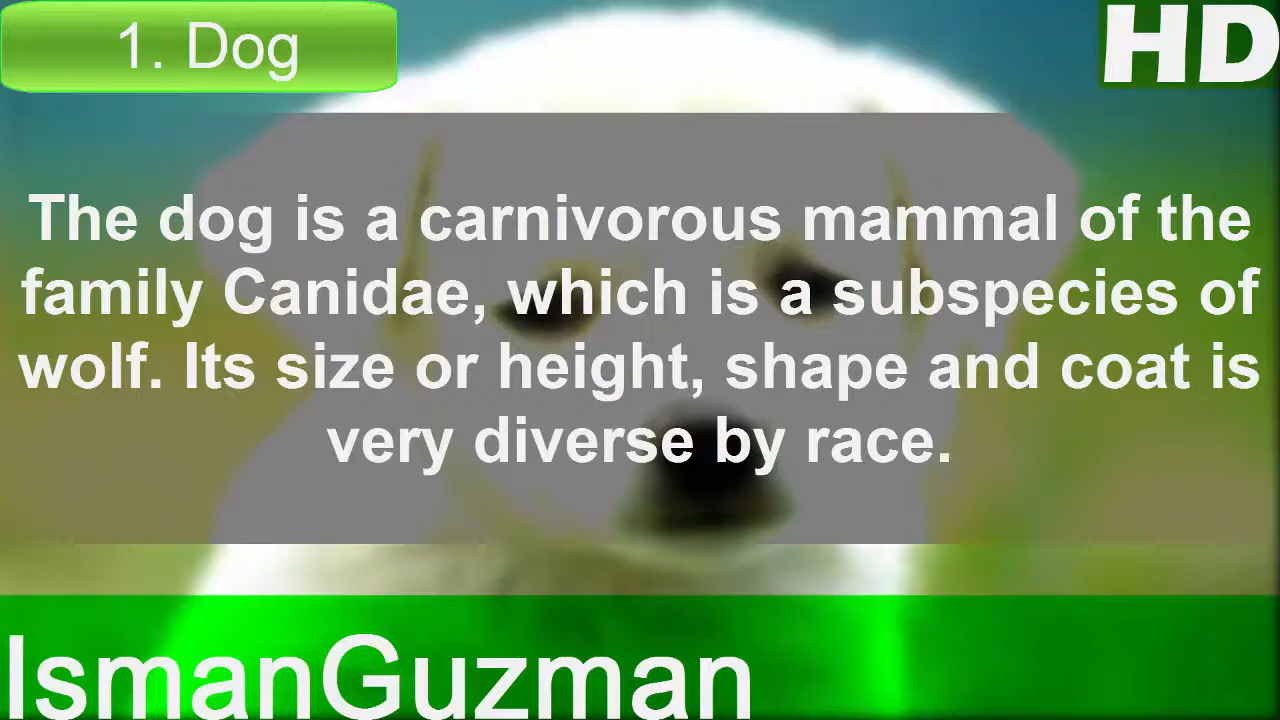 1. Dog
HD
The dog is a carnivorous mammal of the
family Canidae, which is a subspecies of
wolf. Its size or height, shape and coat is
very diverse by race.
IsmanGuzman